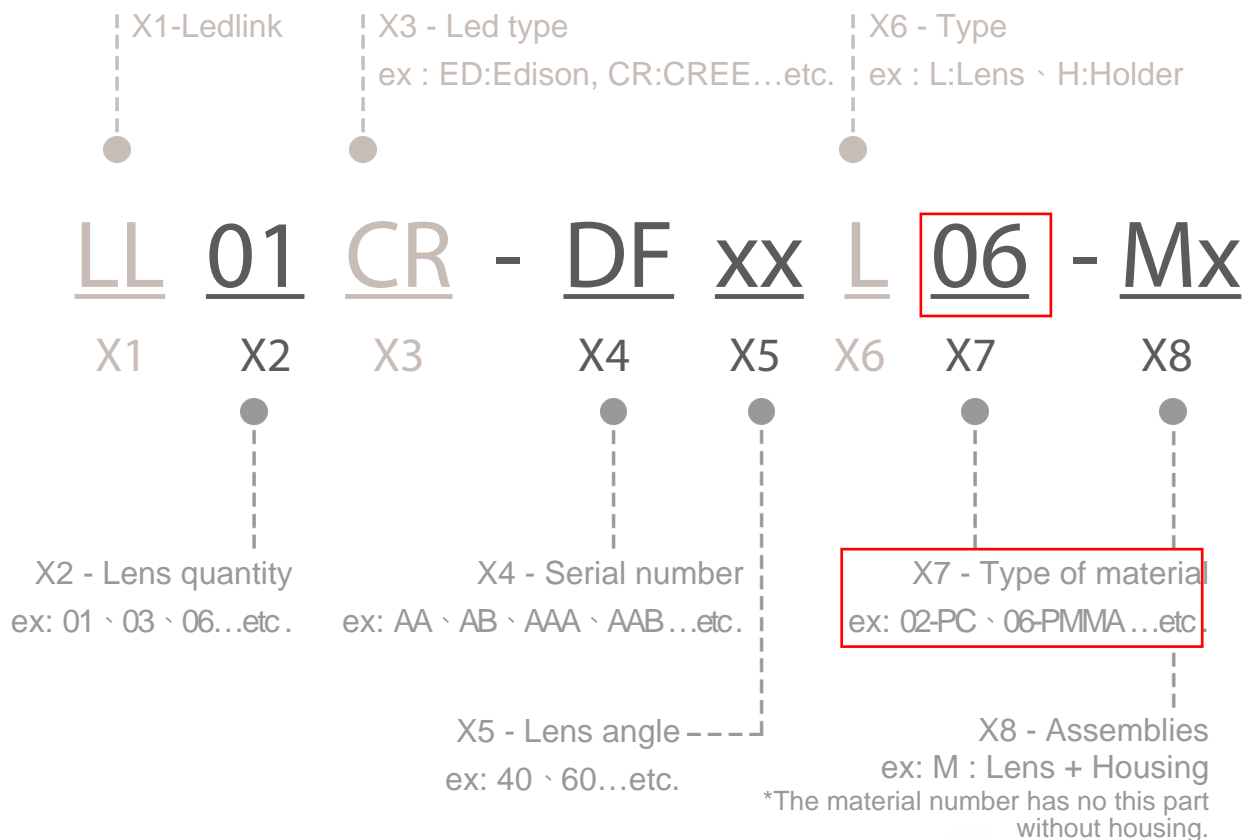 X1-Ledlink
X3 - Led type
ex : ED:Edison, CR:CREE…etc.
X6 - Type
ex : L:Lens、H:Holder
LL 01 CR - DF xx L 06 - Mx
X1 X2 X3 X4 X5 X6 X7 X8
X2 - Lens quantity
ex: 01、03、06…etc.
X4 - Serial number
ex: AA、AB、AAA、AAB…etc.
X7 - Type of material
ex: 02-PC、06-PMMA…etc.
X5 - Lens angle
ex: 40、60…etc.
X8 - Assemblies
ex: M : Lens + Housing
*The material number has no this part
without housing.